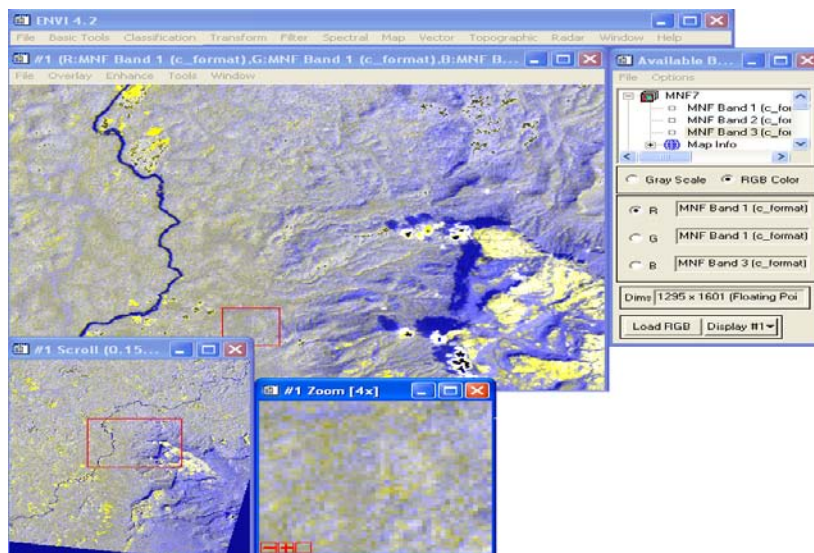 ENVI 4.2
File Basic Tools Classification Transform Filter Spectral Map Vector Topographic Radar Window Help
#1 (R:MNF Band 1 (c_format),G:MNF Band 1 (c_format),B:MNF B...
File Overlay Enhance Tools Window
Available B...
File Options
MNF7
MNF Band 1 (c_for
MNF Band 2 (c_for
MNF Band 3 (c_for
Map Info
Gray Scale RGB Color
R MNF Band 1 (c_format)
G MNF Band 1 (c_format)
B MNF Band 3 (c_format)
Dims 1295 x 1601 (Floating Poi
Load RGB Display #1
#1 Scroll (0.15...
#1 Zoom [4x]